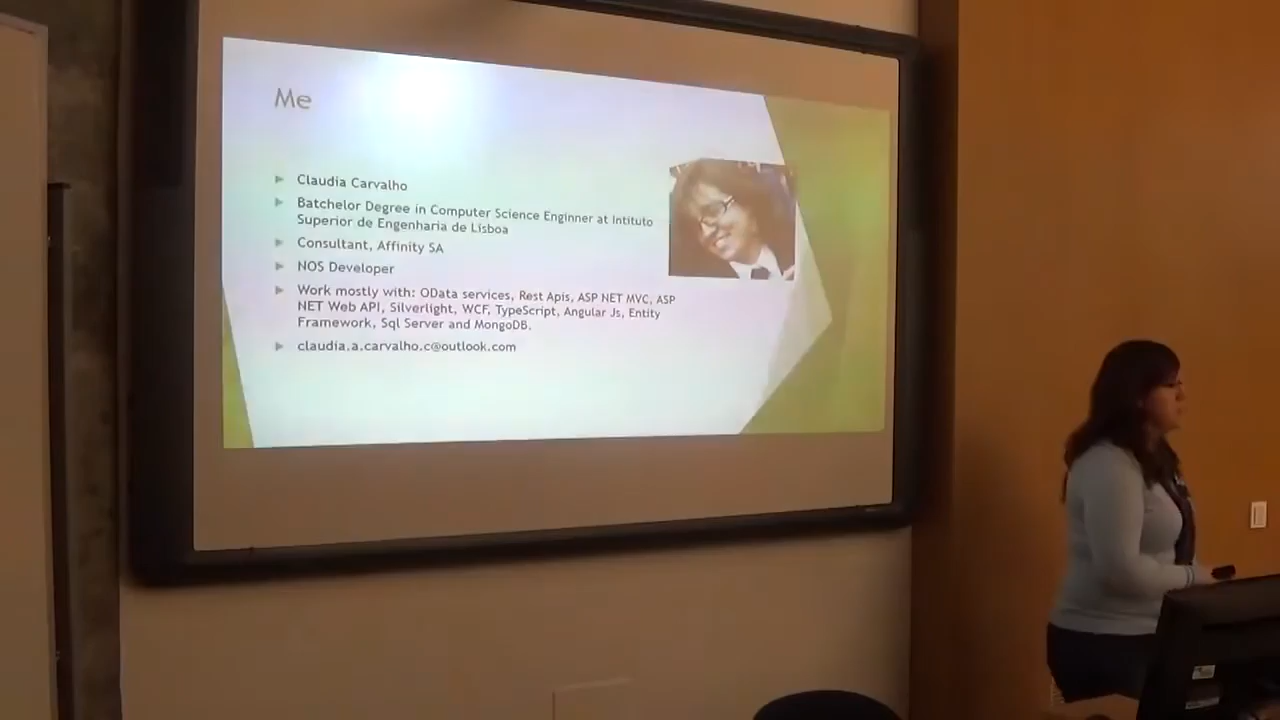 Me
Claudia Carvalho
Batchelor Degree in Computer Science Enginner at Intituto
Superior de Engenharia de Lisboa
Consultant, Affinity SA
NOS Developer
Work mostly with: OData services, Rest Apis, ASP NET MVC, ASP
NET Web API, Silverlight, WCF, TypeScript, Angular Js, Entity
Framework, Sql Server and MongoDB.
claudia.a.carvalho.c@outlook.com